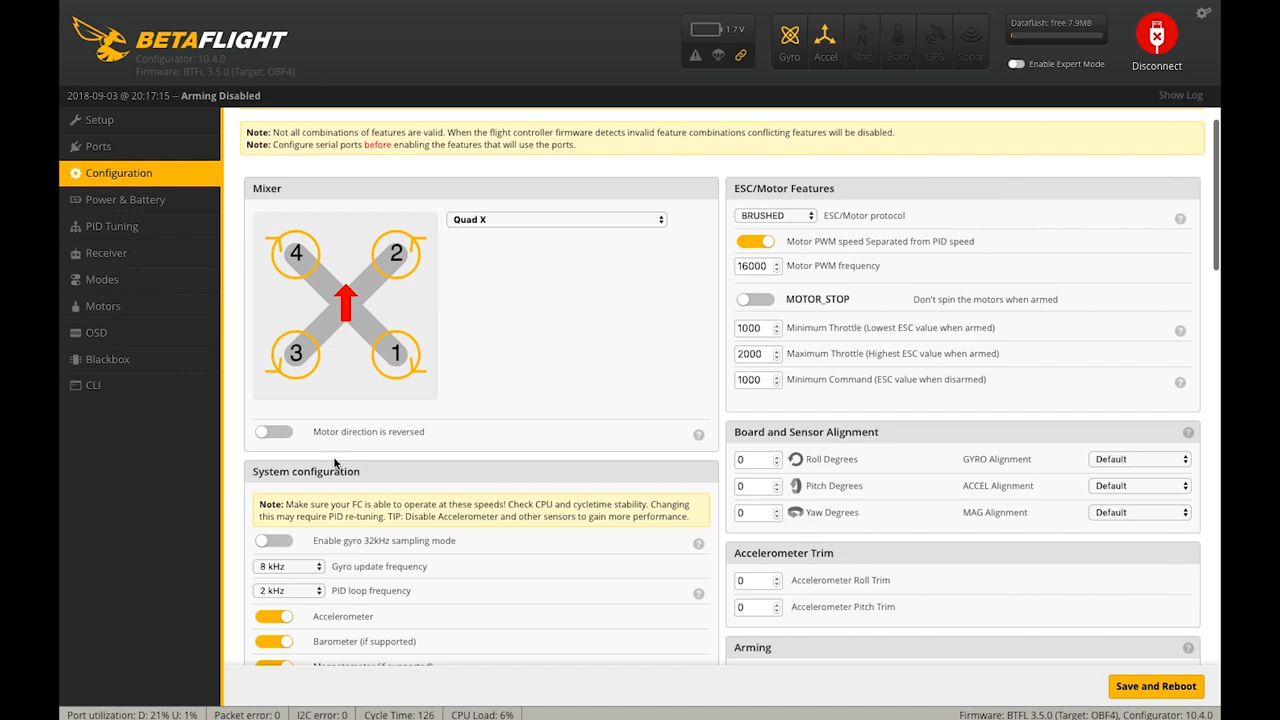 BETAFLIGHT
Configurator: 10.4.0
Firmware: BTFL 3.5.0 (Target: OBF4)
1.7 V
Gyro
Accel
Mag
Baro
GPS
Sonar
Dataflash: free 7.9MB
Enable Expert Mode
Disconnect
2018-09-03 @ 20:17:15 -- Arming Disabled
Show Log
Setup
Ports
Configuration
Power & Battery
PID Tuning
Receiver
Modes
Motors
OSD
Blackbox
CLI
Note: Not all combinations of features are valid. When the flight controller firmware detects invalid feature combinations conflicting features will be disabled.
Note: Configure serial ports before enabling the features that will use the ports.
Mixer
Quad X
4
2
3
1
Motor direction is reversed
System configuration
Note: Make sure your FC is able to operate at these speeds! Check CPU and cycletime stability. Changing
this may require PID re-tuning. TIP: Disable Accelerometer and other sensors to gain more performance.
Enable gyro 32kHz sampling mode
8 kHz Gyro update frequency
2 kHz PID loop frequency
Accelerometer
Barometer (if supported)
Magnetometer (if supported)
ESC/Motor Features
BRUSHED ESC/Motor protocol
Motor PWM speed Separated from PID speed
16000 Motor PWM frequency
MOTOR_STOP Don't spin the motors when armed
1000 Minimum Throttle (Lowest ESC value when armed)
2000 Maximum Throttle (Highest ESC value when armed)
1000 Minimum Command (ESC value when disarmed)
Board and Sensor Alignment
0 Roll Degrees GYRO Alignment Default
0 Pitch Degrees ACCEL Alignment Default
0 Yaw Degrees MAG Alignment Default
Accelerometer Trim
0 Accelerometer Roll Trim
0 Accelerometer Pitch Trim
Arming
Save and Reboot
Port utilization: D: 21% U: 1% Packet error: 0 I2C error: 0 Cycle Time: 126 CPU Load: 6% Firmware: BTFL 3.5.0 (Target: OBF4), Configurator: 10.4.0